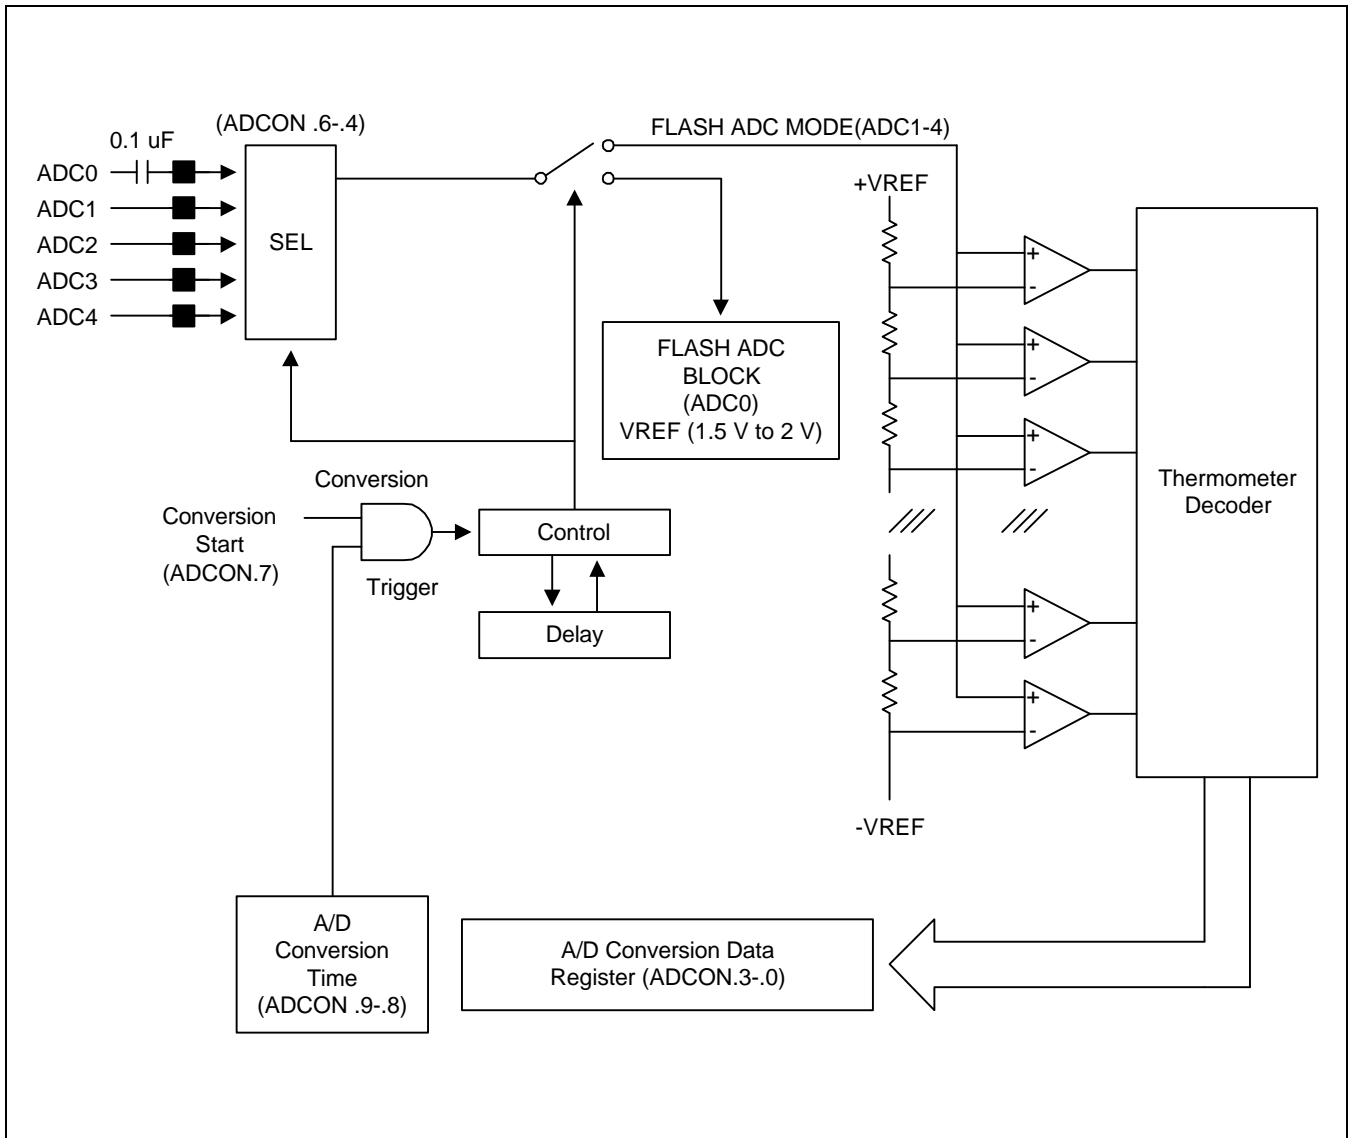 (ADCON .6-.4)
0.1 uF
FLASH ADC MODE(ADC1-4)
ADC0
ADC1
ADC2
ADC3
ADC4
SEL
+VREF
FLASH ADC
BLOCK
(ADC0)
VREF (1.5 V to 2 V)
+
-
+
-
+
-
+
-
+
-
Thermometer
Decoder
Conversion
Conversion
Start
(ADCON.7)
Trigger
Control
Delay
-VREF
A/D
Conversion
Time
(ADCON .9-.8)
A/D Conversion Data
Register (ADCON.3-.0)